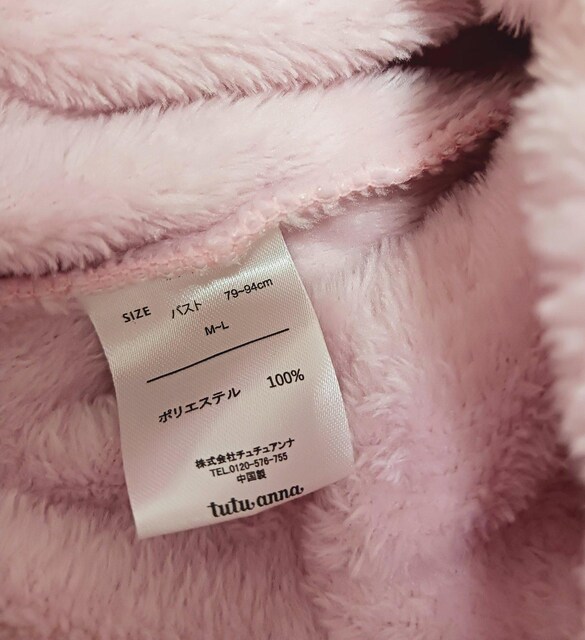 SIZE バスト 79-94cm
M-L
ポリエステル 100%
株式会社チュチュアンナ
TEL.0120-576-755
中国製
tutu anna